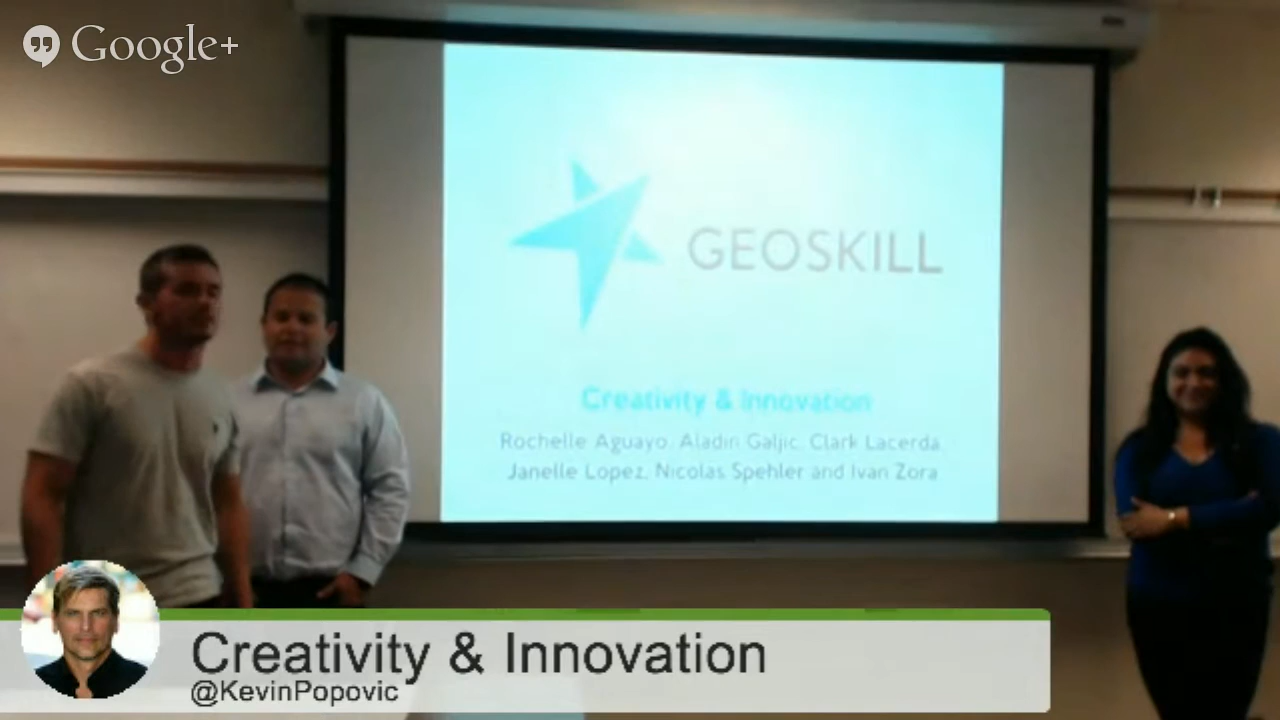 Google+
GEOSKILL
Creativity & Innovation
Rochelle Aguayo, Aladin Galjic, Clark Lacerda
Janelle Lopez, Nicolas Spehler and Ivan Zora
Creativity & Innovation
@KevinPopovic